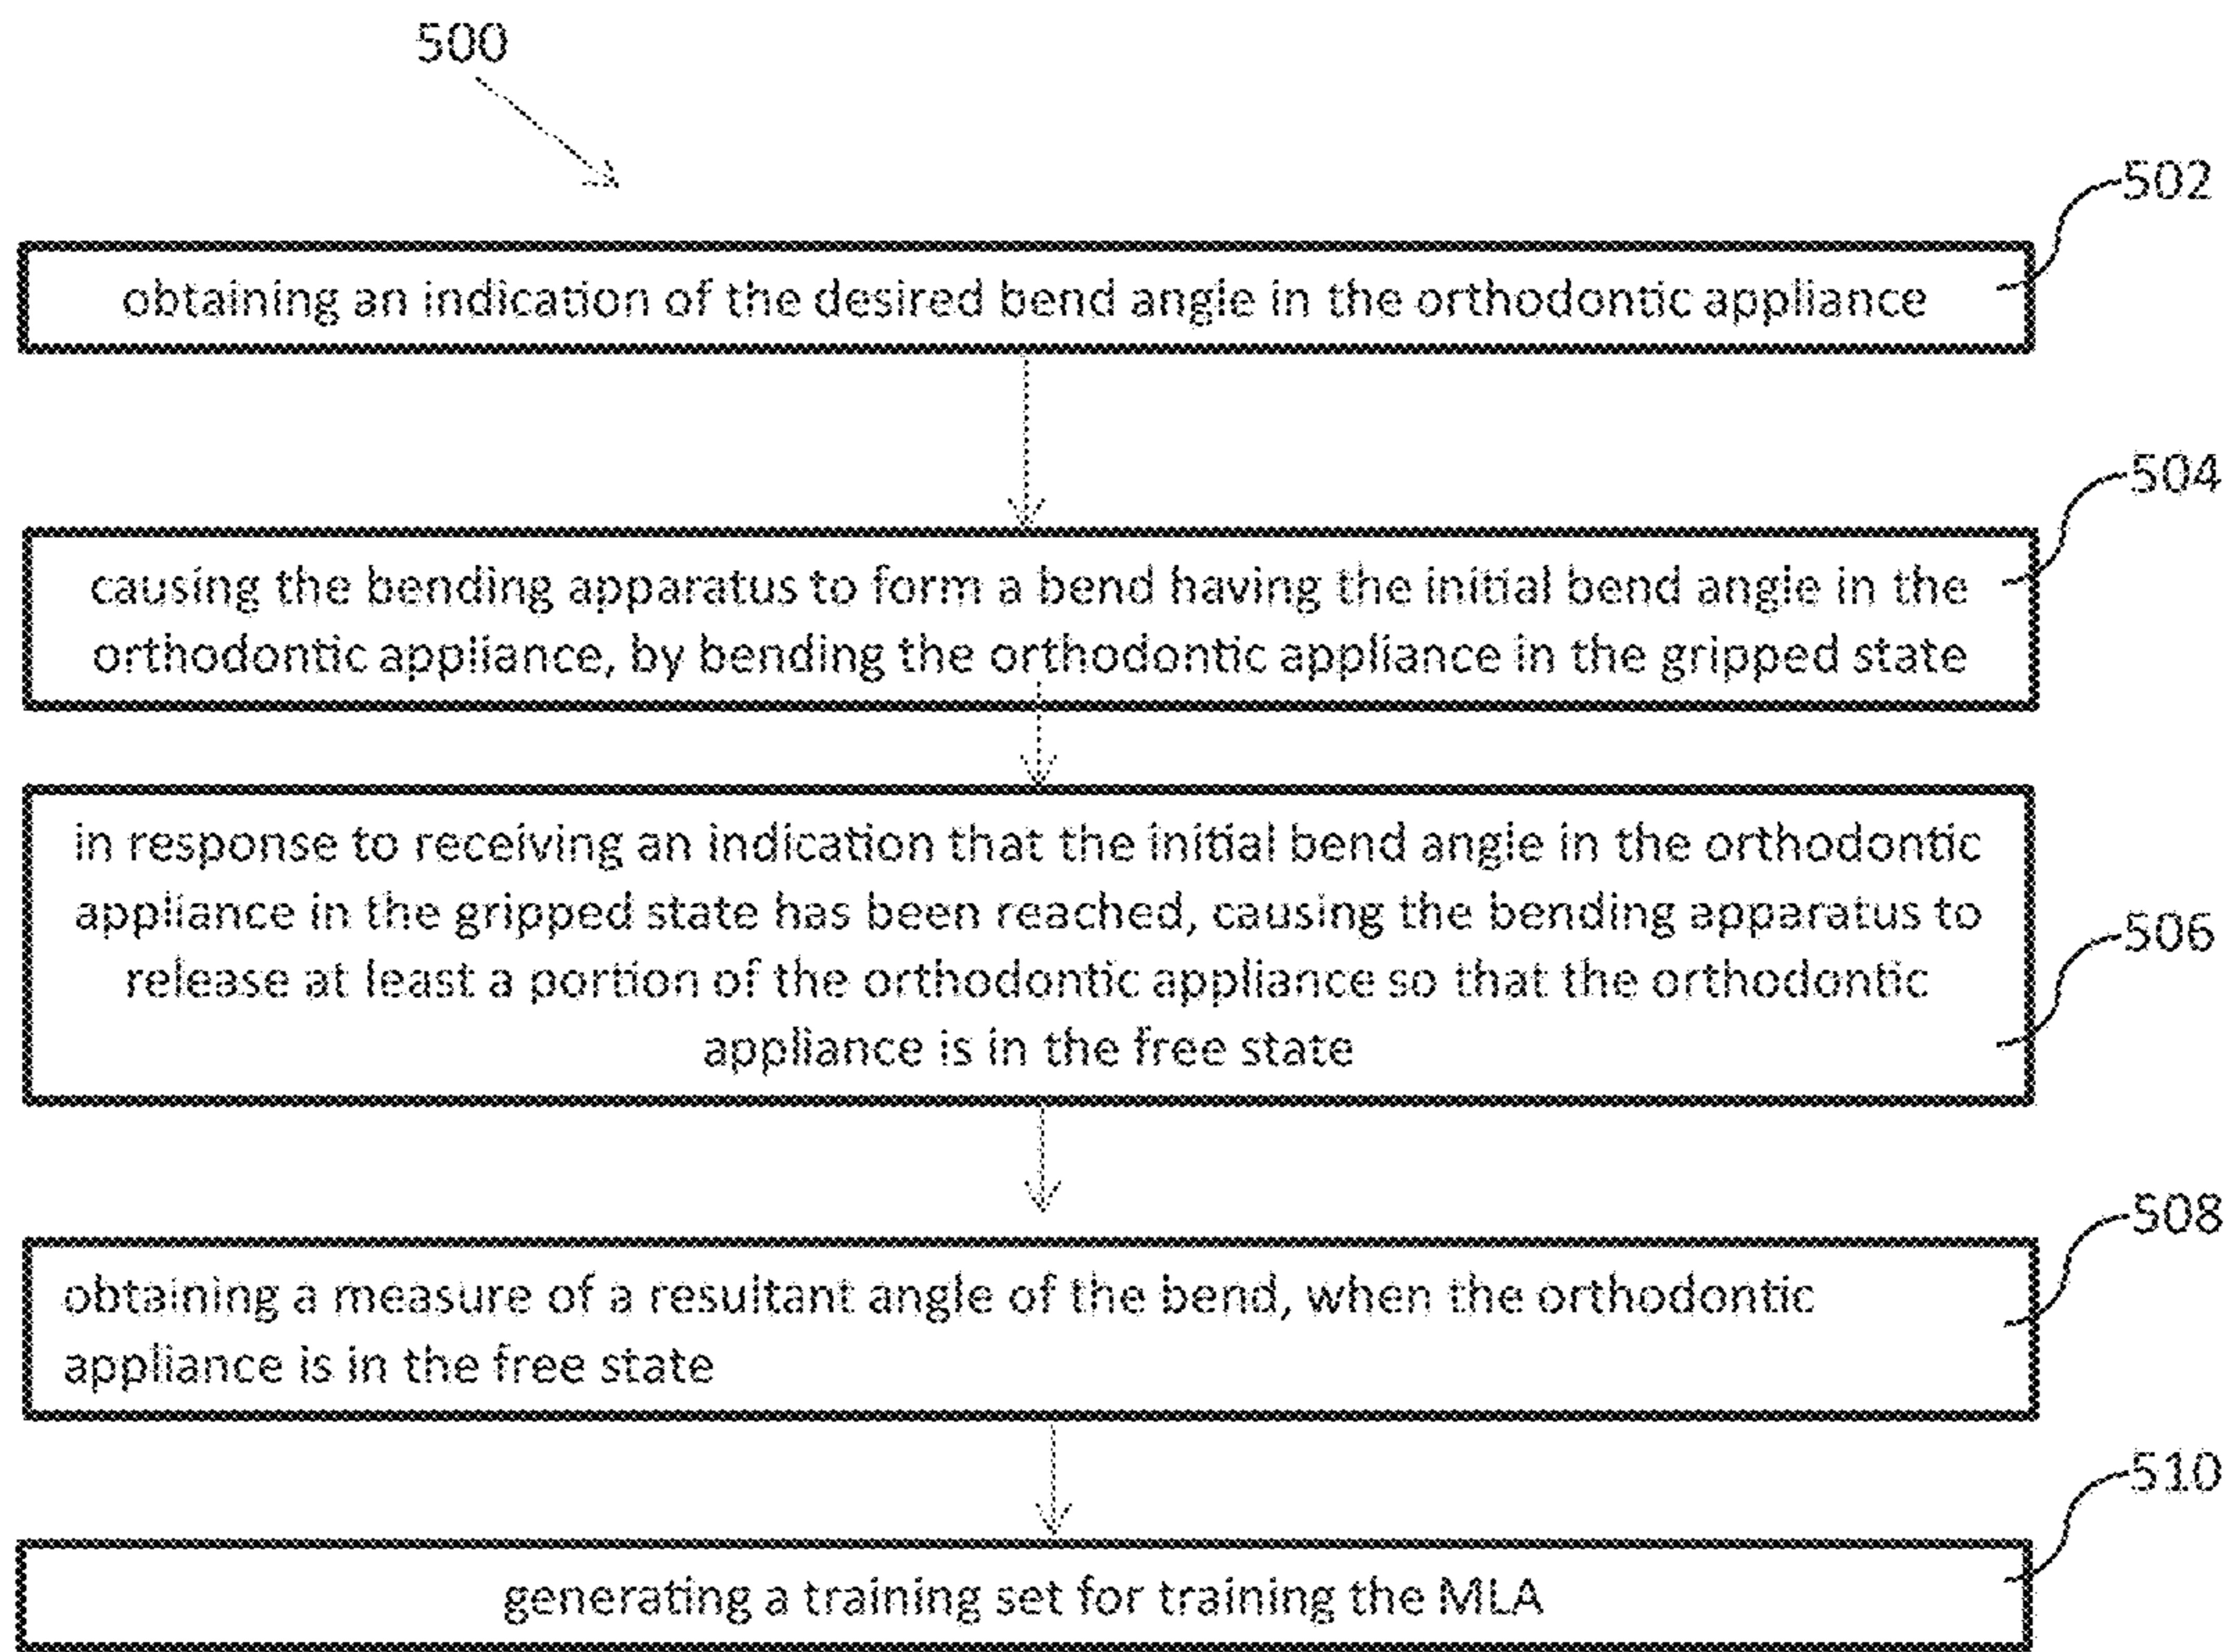 500
502
obtaining an indication of the desired bend angle in the orthodontic appliance
504
causing the bending apparatus to form a bend having the initial bend angle in the
orthodontic appliance, by bending the orthodontic appliance in the gripped state
in response to receiving an indication that the initial bend angle in the orthodontic
appliance in the gripped state has been reached, causing the bending apparatus to
506
release at least a portion of the orthodontic appliance so that the orthodontic
appliance is in the free state
508
obtaining a measure of a resultant angle of the bend, when the orthodontic
appliance is in the free state
510
generating a training set for training the MLA